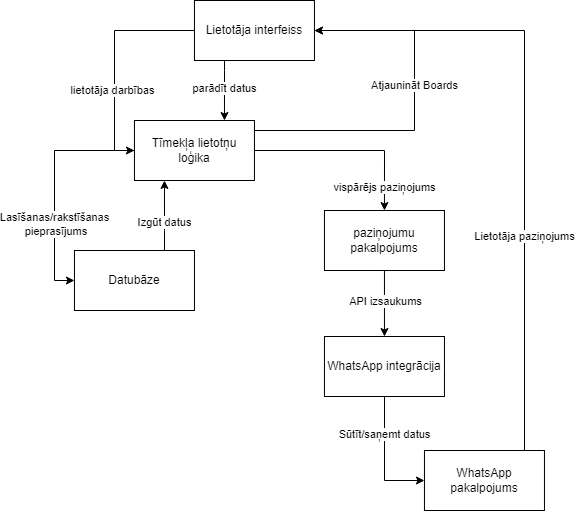 Lietotāja interfeiss
lietotāja darbības
parādīt datus
Atjaunināt Boards
Tīmekļa lietotņu
loģika
vispārējs paziņojums
Lasīšanas/rakstīšanas
pieprasījums
Izgūt datus
paziņojumu
pakalpojums
Lietotāja paziņojums
Datubāze
API izsaukums
WhatsApp integrācija
Sūtīt/saņemt datus
WhatsApp
pakalpojums